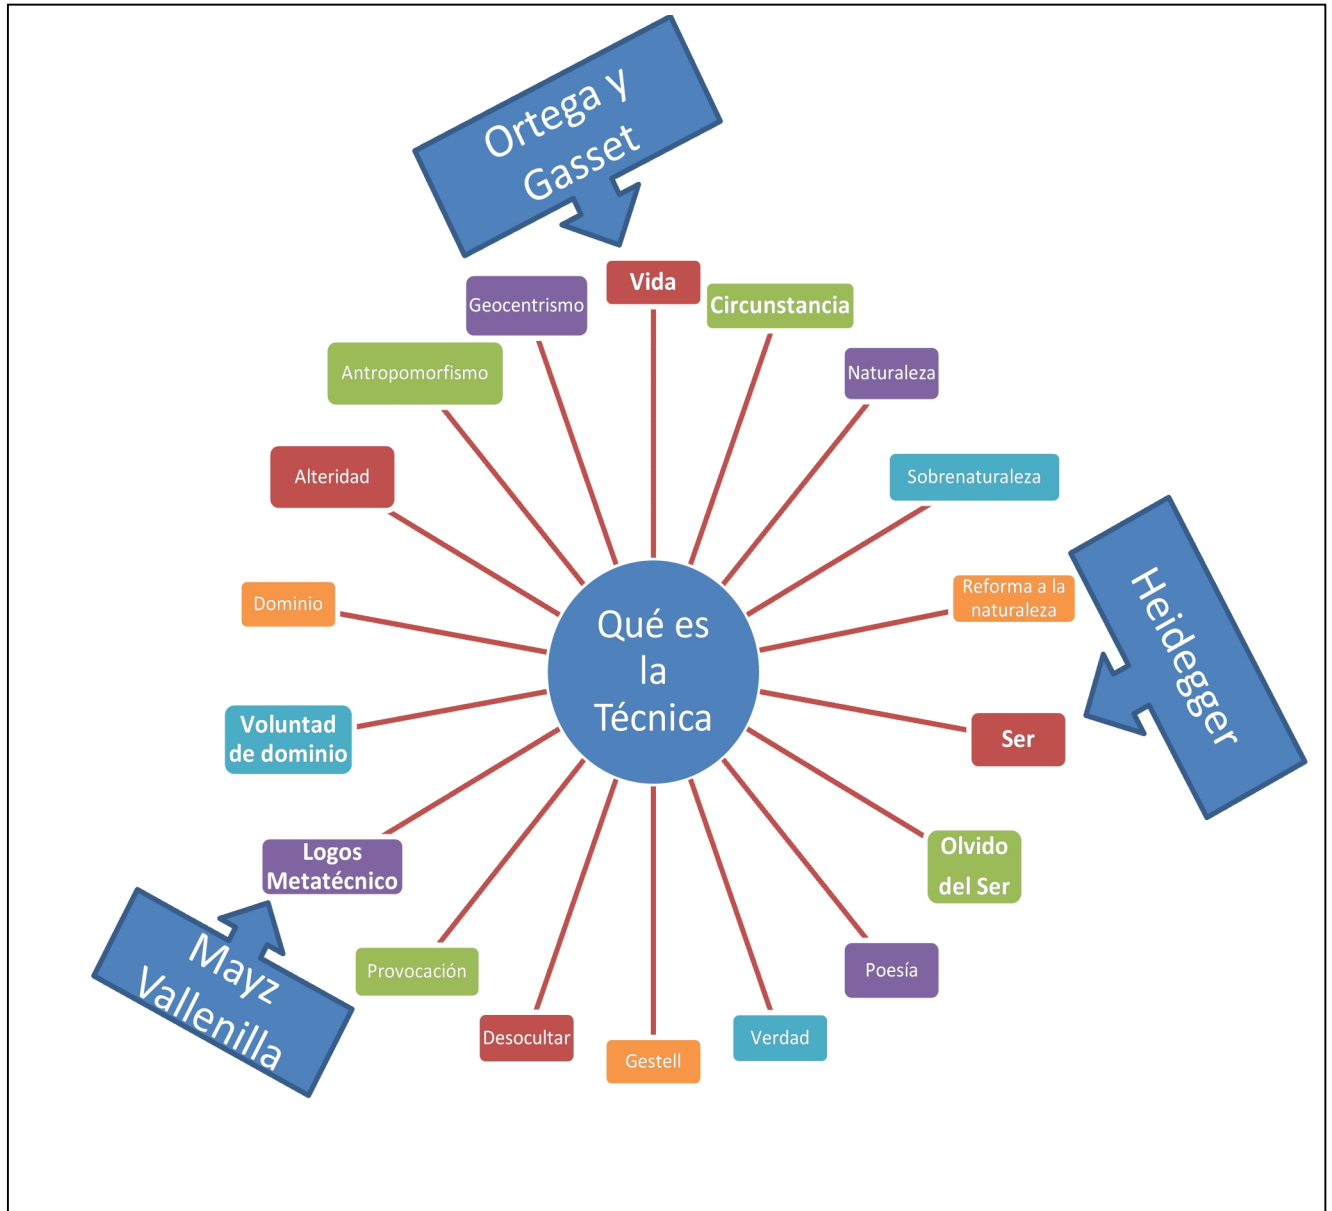 Ortega y
Gasset
Vida
Circunstancia
Naturaleza
Sobrenaturaleza
Reforma a la
naturaleza
Heidegger
Ser
Olvido
del Ser
Poesía
Verdad
Gestell
Desocultar
Provocación
Mayz
Vallenilla
Logos
Metatécnico
Voluntad
de dominio
Dominio
Alteridad
Antropomorfismo
Geocentrismo
Qué es
la
Técnica